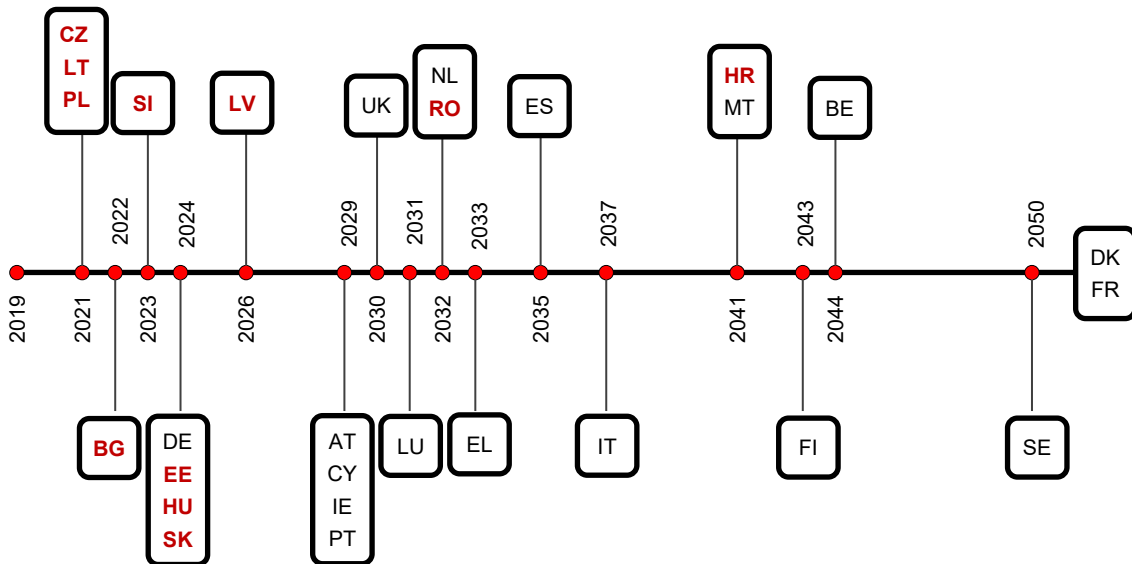 CZ
LT
PL
SI
LV
UK
NL
RO
ES
HR
MT
BE
2022
2024
2029
2031
2033
2037
2043
2050
DK
FR
2019
2021
2023
2026
2030
2032
2035
2041
2044
BG
DE
EE
HU
SK
AT
CY
IE
PT
LU
EL
IT
FI
SE